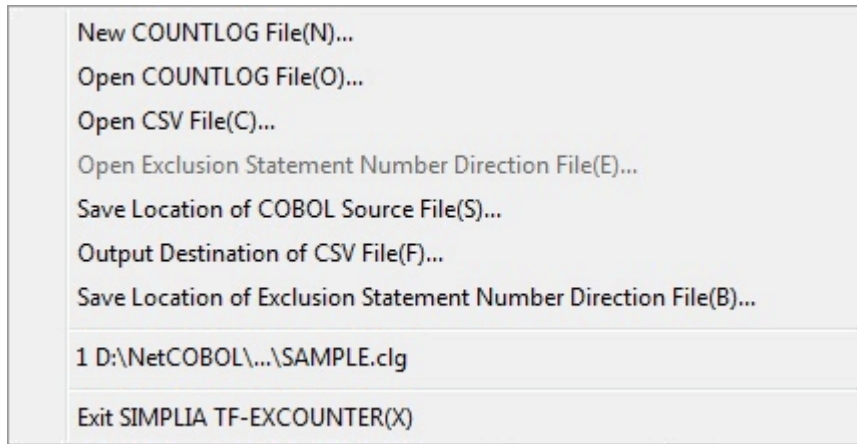 New COUNTLOG File(N)...
Open COUNTLOG File(O)...
Open CSV File(C)...
Open Exclusion Statement Number Direction File(E)...
Save Location of COBOL Source File(S)...
Output Destination of CSV File(F)...
Save Location of Exclusion Statement Number Direction File(B)...
1 D:\NetCOBOL\...\SAMPLE.clg
Exit SIMPLIA TF-EXCOUNTER(X)